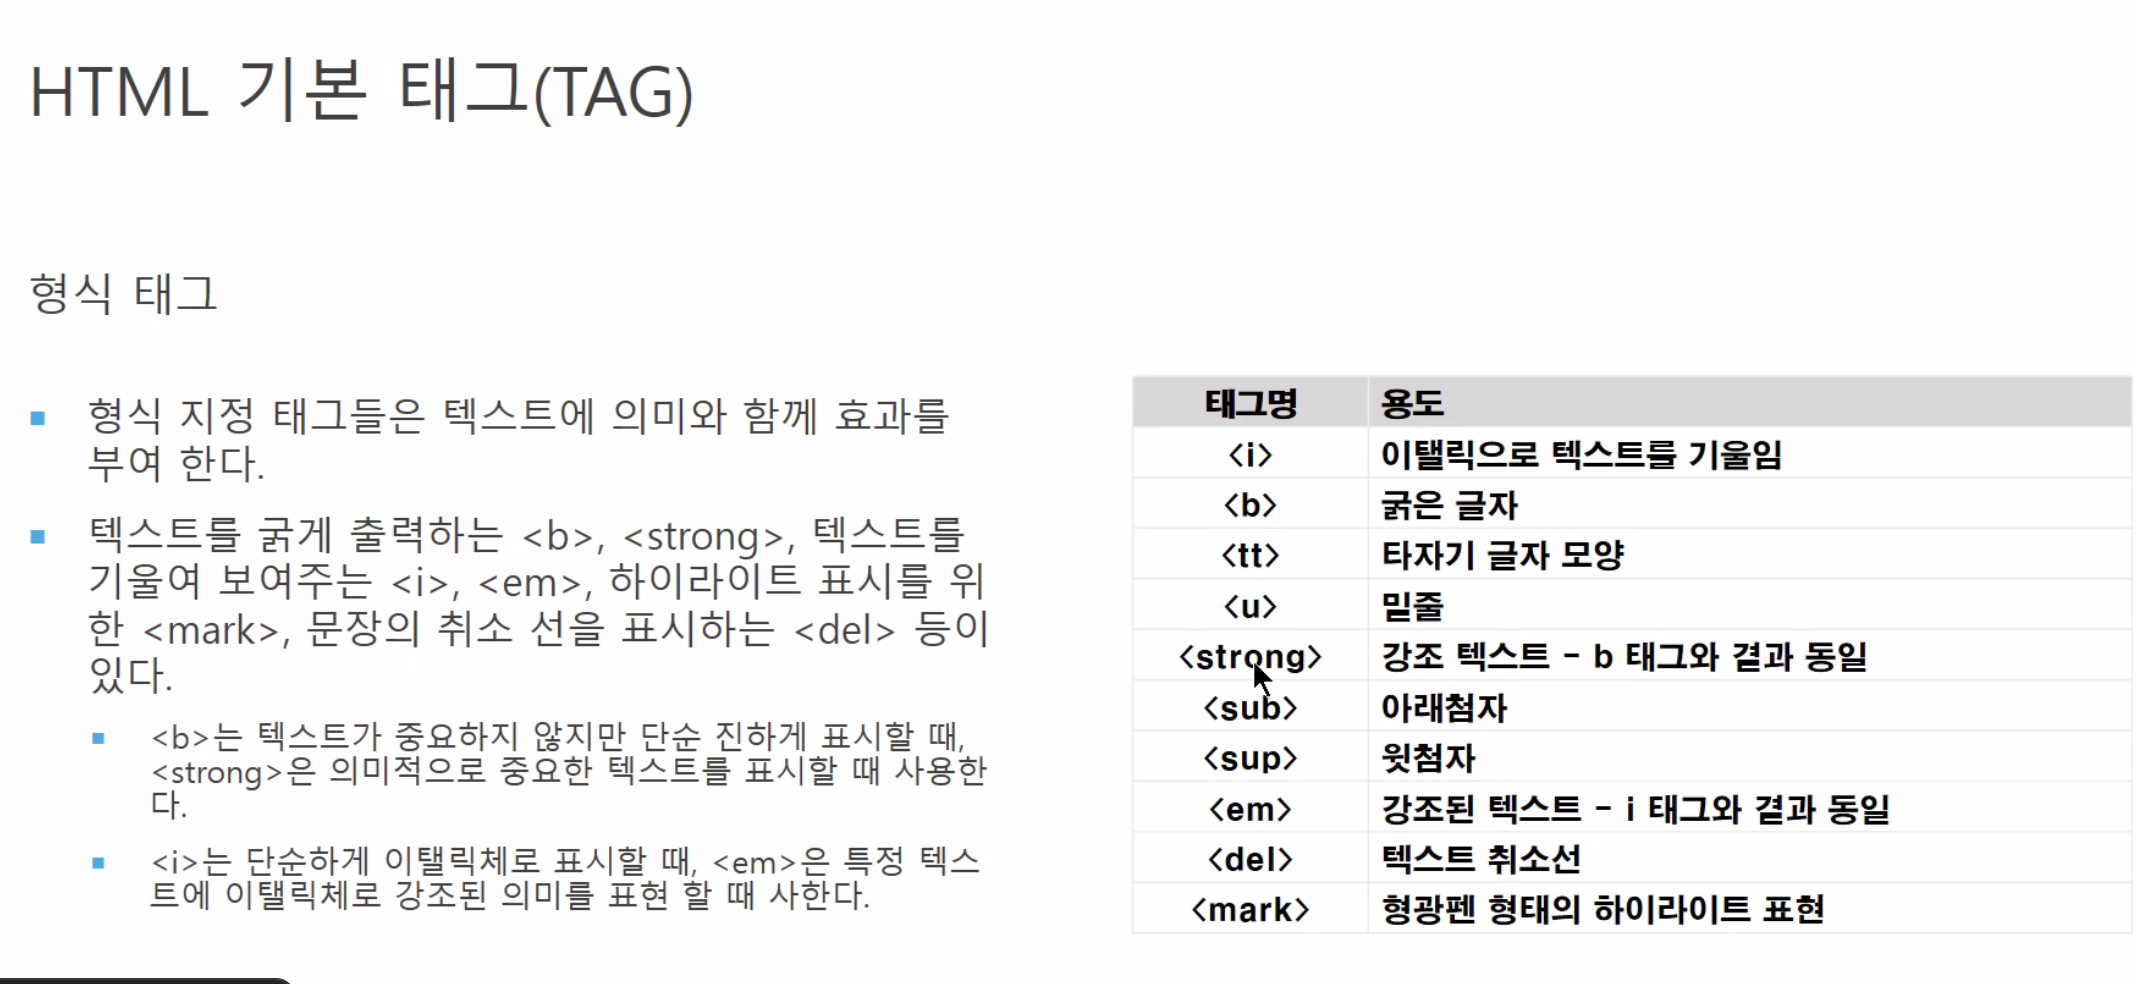 HTML 기본 태그(TAG)
형식 태그
형식 지정 태그들은 텍스트에 의미와 함께 효과를
부여 한다.
텍스트를 굵게 출력하는 <b>, <strong>, 텍스트를
기울여 보여주는 <i>, <em>, 하이라이트 표시를 위
한 <mark>, 문장의 취소 선을 표시하는 <del> 등이
있다.
<b>는 텍스트가 중요하지 않지만 단순 진하게 표시할 때,
<strong>은 의미적으로 중요한 텍스트를 표시할 때 사용한
다.
<i>는 단순하게 이탤릭체로 표시할 때, <em>은 특정 텍스
트에 이탤릭체로 강조된 의미를 표현 할 때 사한다.
태그명 용도
<i> 이탤릭으로 텍스트를 기울임
<b> 굵은 글자
<tt> 타자기 글자 모양
<u> 밑줄
<strong> 강조 텍스트 - b 태그와 결과 동일
<sub> 아래첨자
<sup> 윗첨자
<em> 강조된 텍스트 - i 태그와 결과 동일
<del> 텍스트 취소선
<mark> 형광펜 형태의 하이라이트 표현